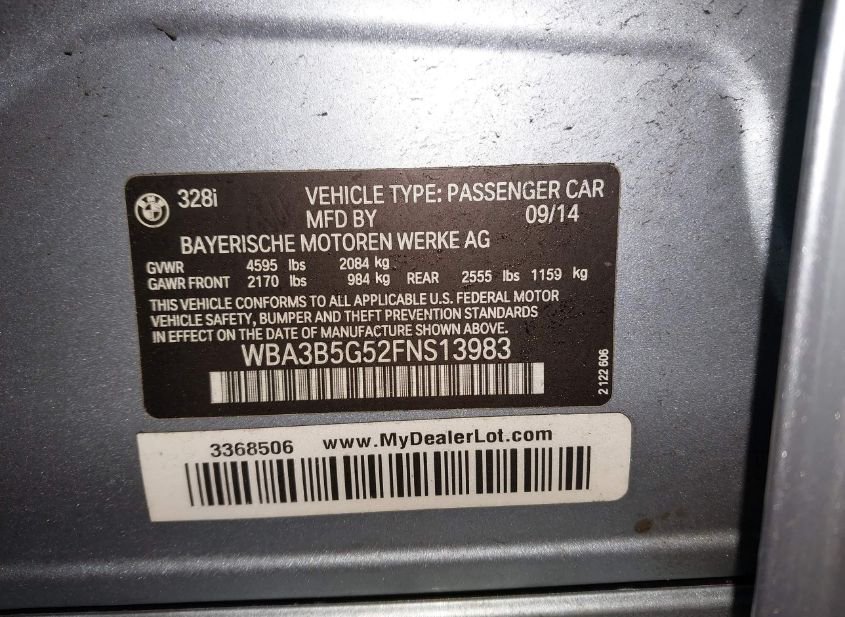 328i VEHICLE TYPE: PASSENGER CAR
MFD BY 09/14
BAYERISCHE MOTOREN WERKE AG
GVWR 4595 lbs 2084 kg
GAWR FRONT 2170 lbs 984 kg REAR 2555 lbs 1159 kg
THIS VEHICLE CONFORMS TO ALL APPLICABLE U.S. FEDERAL MOTOR
VEHICLE SAFETY, BUMPER AND THEFT PREVENTION STANDARDS
IN EFFECT ON THE DATE OF MANUFACTURE SHOWN ABOVE.
WBA3B5G52FNS13983
2 122 606
3368506 www.MyDealerLot.com